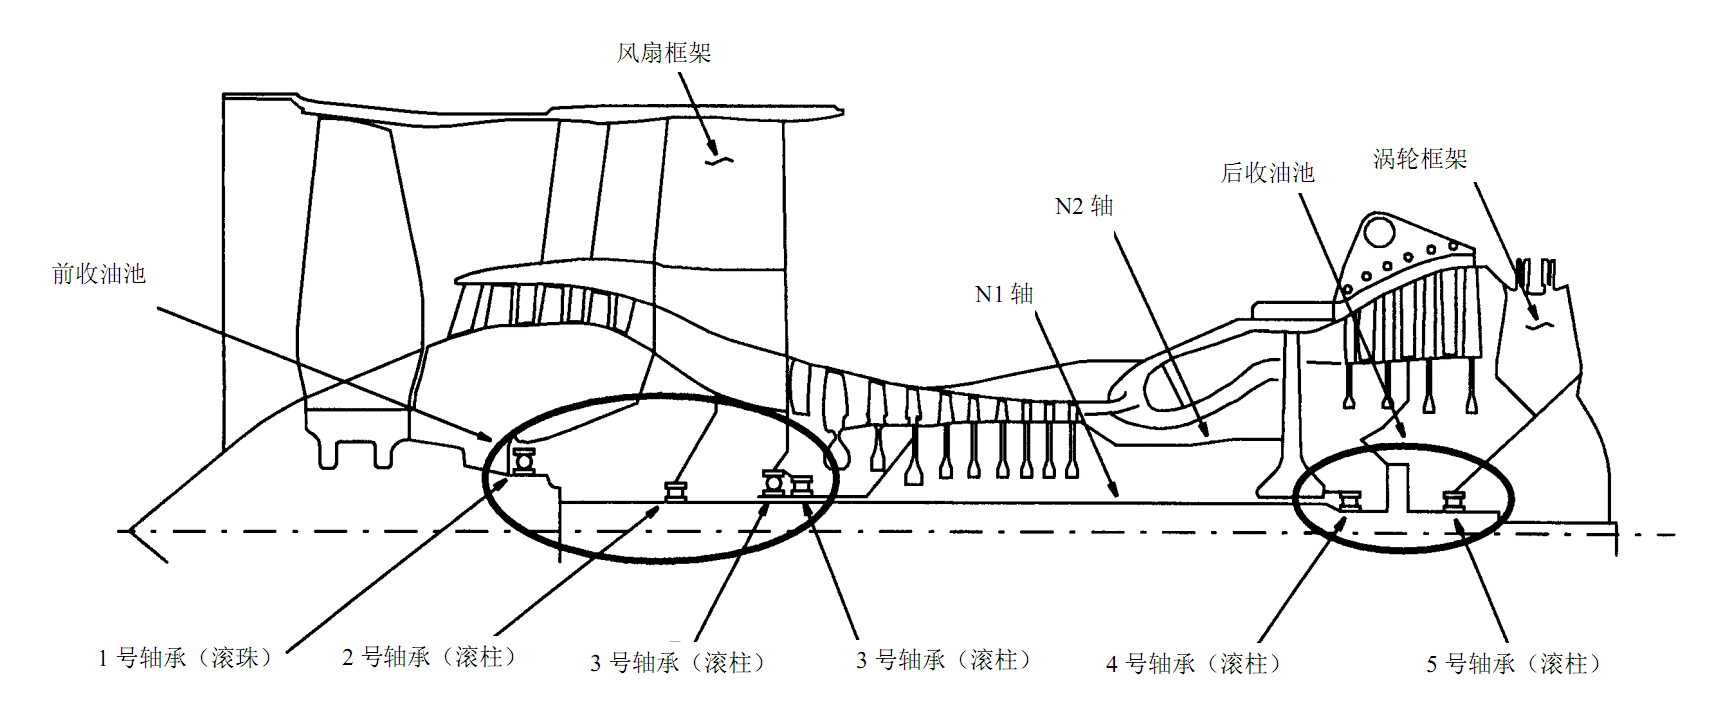 风扇框架
涡轮框架
后收油池
N2 轴
前收油池
N1 轴
1 号轴承（滚珠）
2 号轴承（滚柱）
3 号轴承（滚柱）
3 号轴承（滚柱）
4 号轴承（滚柱）
5 号轴承（滚柱）